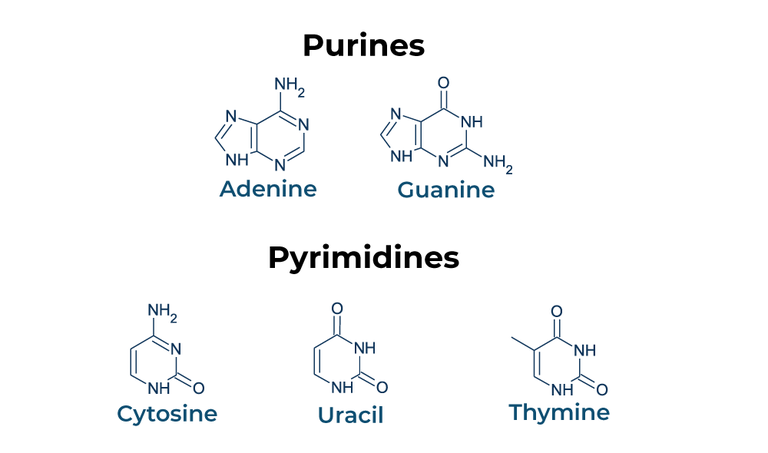 Purines
NH2
N
N
NH
N
Adenine
O
N
NH
NH
N
NH2
Guanine
Pyrimidines
NH2
N
NH
O
Cytosine
O
NH
NH
O
Uracil
O
NH
NH
O
Thymine